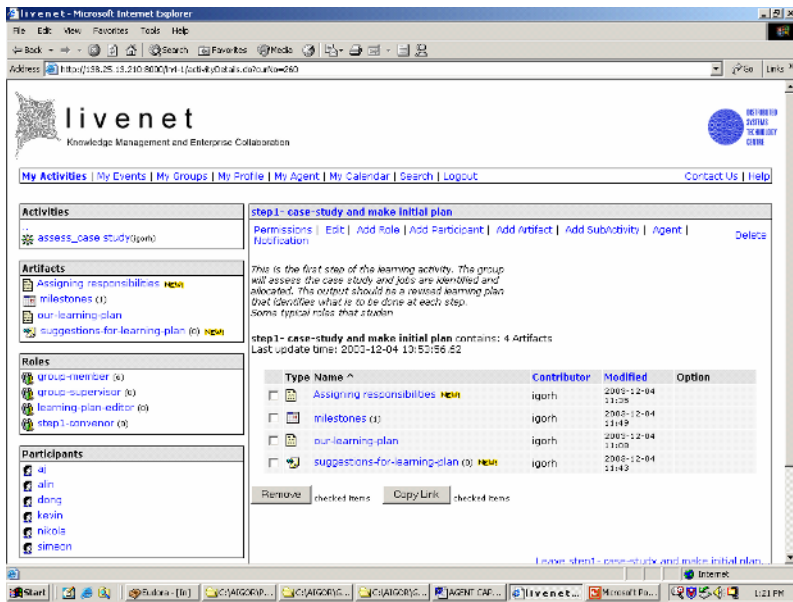 livenet - Microsoft Internet Explorer
File Edit View Favorites Tools Help
Back Search Favorites Media
Address http://138.25.13.210:8000/lnrl-1/activityDetails.do?curNo=260 Go Links
livenet
Knowledge Management and Enterprise Collaboration
DISTRIBUTED
SYSTEMS
TECHNOLOGY
CENTRE
My Activities | My Events | My Groups | My Profile | My Agent | My Calendar | Search | Logout Contact Us | Help
Activities
..
assess_case study(igorh)
Artifacts
Assigning responsibilities NEW!
milestones (1)
our-learning-plan
suggestions-for-learning-plan (0) NEW!
Roles
group-member (6)
group-supervisor (0)
learning-plan-editor (0)
step1-convenor (0)
Participants
aj
alin
dong
kevin
nikola
simeon
step1- case-study and make initial plan
Permissions | Edit | Add Role | Add Participant | Add Artifact | Add SubActivity | Agent |
Notification
Delete
This is the first step of the learning activity. The group
will assess the case study and jobs are identified and
allocated. The output should be a revised learning plan
that identifies what is to be done at each step.
Some typical roles that studen
step1- case-study and make initial plan contains: 4 Artifacts
Last update time: 2003-12-04 13:53:56.62
Type Name ^ Contributor Modified Option
Assigning responsibilities NEW! igorh 2003-12-04
milestones (1) igorh 2003-12-04
11:49
our-learning-plan igorh 2003-12-04
suggestions-for-learning-plan (0) NEW! igorh 2003-12-04
11:43
Remove checked items Copy Link checked items
Leave step1- case-study and make initial plan.
Internet
Start Eudora - [In] C:\AIGOR\P... C:\AIGOR\G... C:\AIGOR\G... AGENT CAP... livenet... Microsoft Po... 1:21 PM